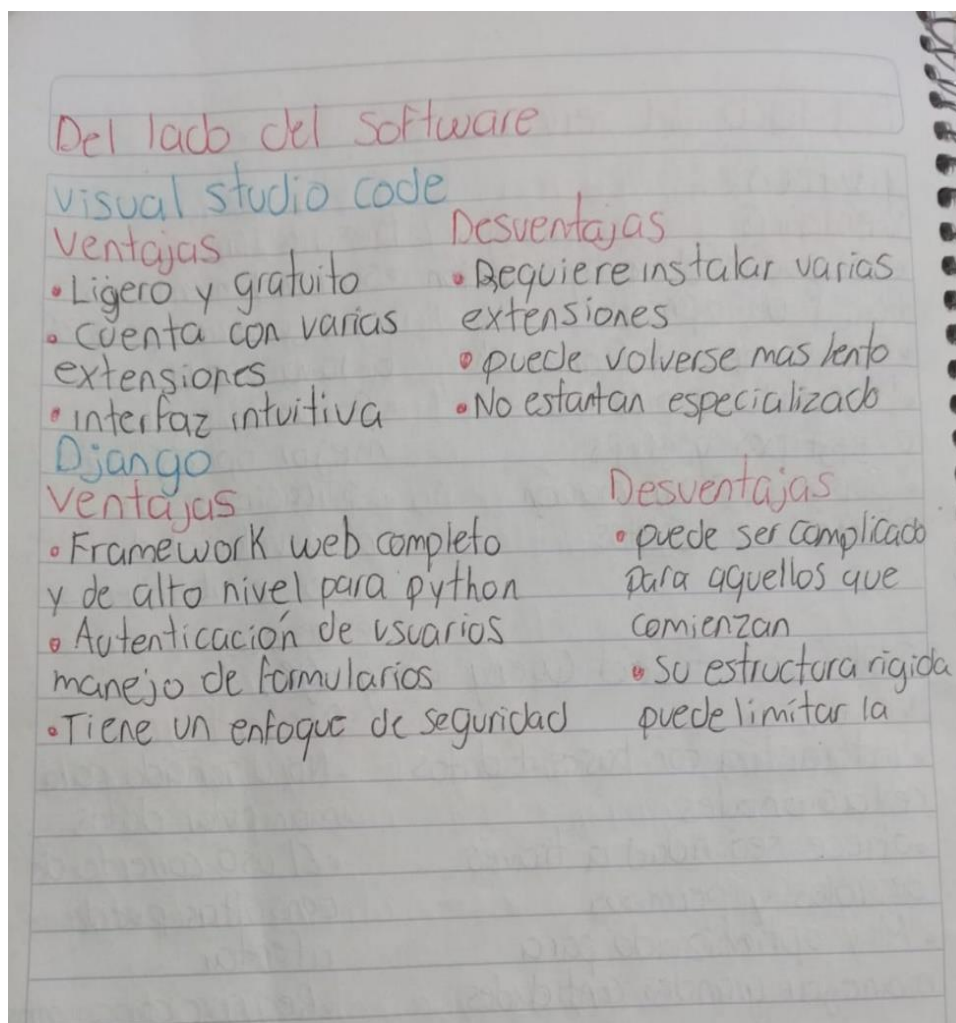 Del lado del software
visual studio code
Ventajas
• Ligero y gratuito
• cuenta con varias
extensiones
• interfaz intuitiva
Desventajas
• Requiere instalar varias
extensiones
• puede volverse mas lento
• No estantan especializado
Django
Ventajas
• Framework web completo
y de alto nivel para python
• Autenticación de usuarios
manejo de formularios
• Tiene un enfoque de seguridad
Desventajas
• puede ser complicado
para aquellos que
comienzan
• su estructura rigida
puede limitar la